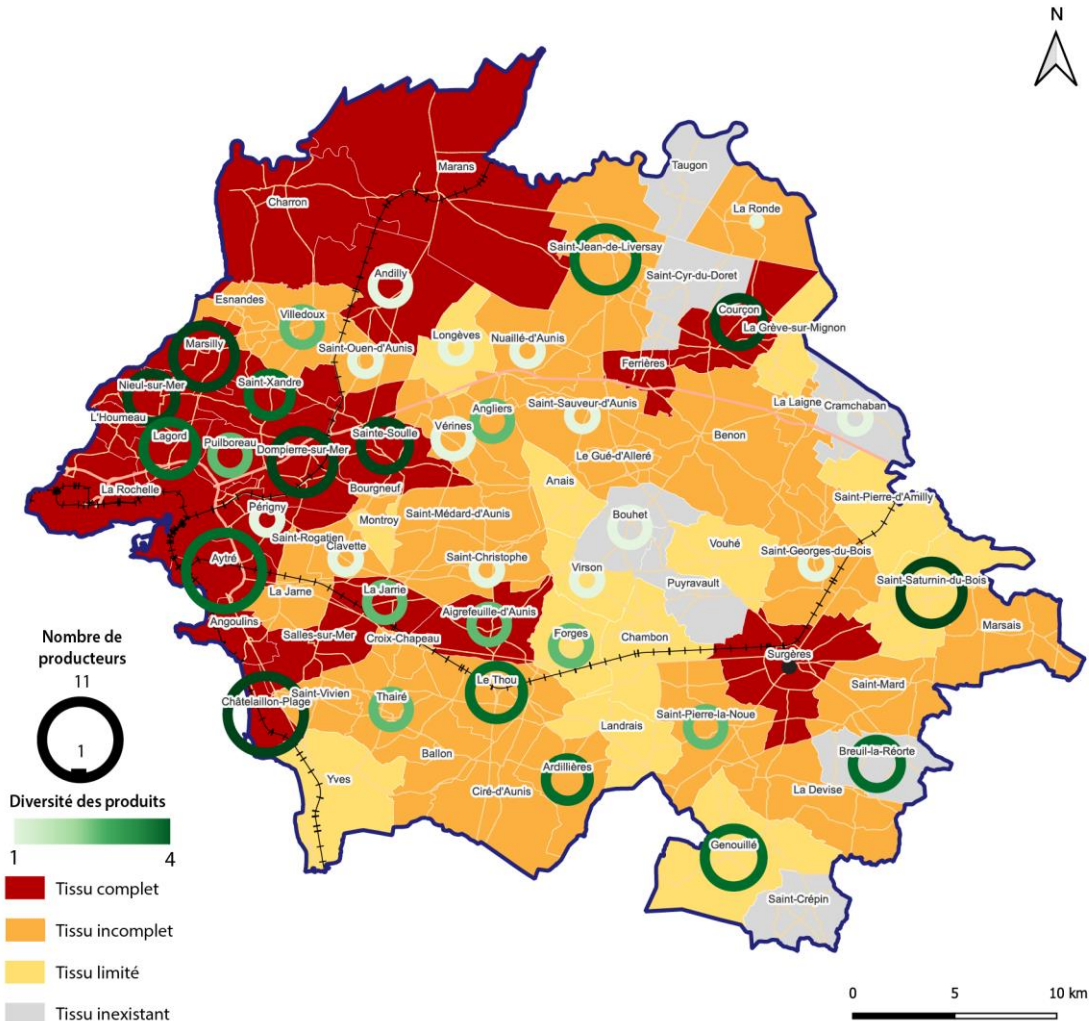 N
Taugon
Marans
Charron
La Ronde
Saint-Jean-de-Liversay
Andilly
Saint-Cyr-du-Doret
Esnandes
Villedoux
Courçon
La Grève-sur-Mignon
Marsilly
Saint-Ouen-d'Aunis
Longèves
Nuaillé-d'Aunis
Ferrières
Nieul-sur-Mer
Saint-Xandre
La Laigne
Cramchaban
L'Houmeau
Angliers
Saint-Sauveur-d'Aunis
Lagord
Puilboreau
Dompierre-sur-Mer
Sainte-Soulle
Vérines
Benon
Le Gué-d'Alleré
La Rochelle
Bourgneuf
Anais
Saint-Pierre-d'Amilly
Périgny
Montroy
Saint-Médard-d'Aunis
Bouhet
Saint-Rogatien
Clavette
Vouhé
Saint-Georges-du-Bois
Aytré
Saint-Christophe
Virson
Puyravault
Saint-Saturnin-du-Bois
La Jarne
La Jarrie
Aigrefeuille-d'Aunis
Angoulins
Salles-sur-Mer
Croix-Chapeau
Forges
Chambon
Marsais
Surgères
Le Thou
Saint-Mard
Châtelaillon-Plage
Saint-Vivien
Thairé
Landrais
Saint-Pierre-la-Noue
Ballon
Ardillières
Breuil-la-Réorte
Yves
Ciré-d'Aunis
La Devise
Genouillé
Saint-Crépin
Nombre de
producteurs
11
1
Diversité des produits
1 4
Tissu complet
Tissu incomplet
Tissu limité
Tissu inexistant
0 5 10 km